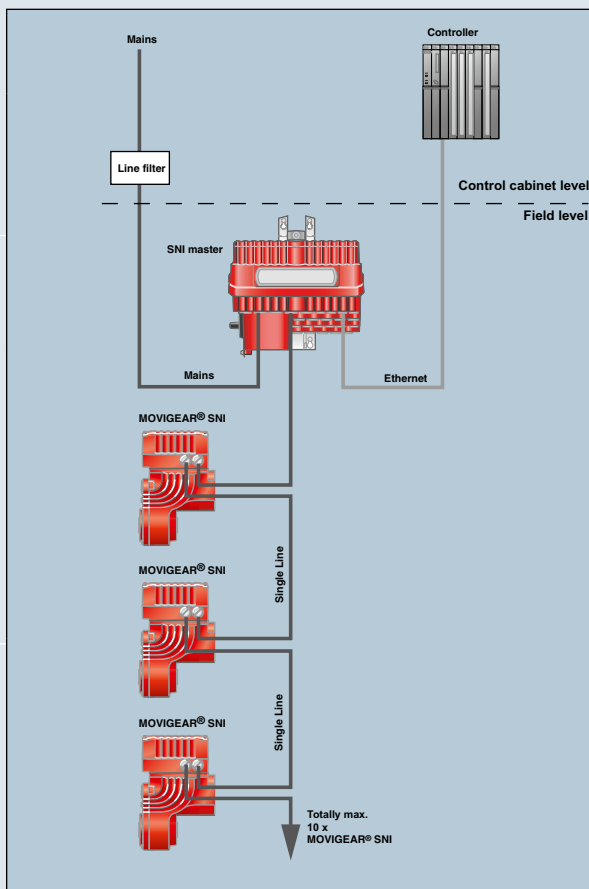 Mains
Controller
Line filter
Control cabinet level
Field level
SNI master
Mains
Ethernet
MOVIGEAR® SNI
Single Line
MOVIGEAR® SNI
Single Line
MOVIGEAR® SNI
Totally max.
10 x
MOVIGEAR® SNI